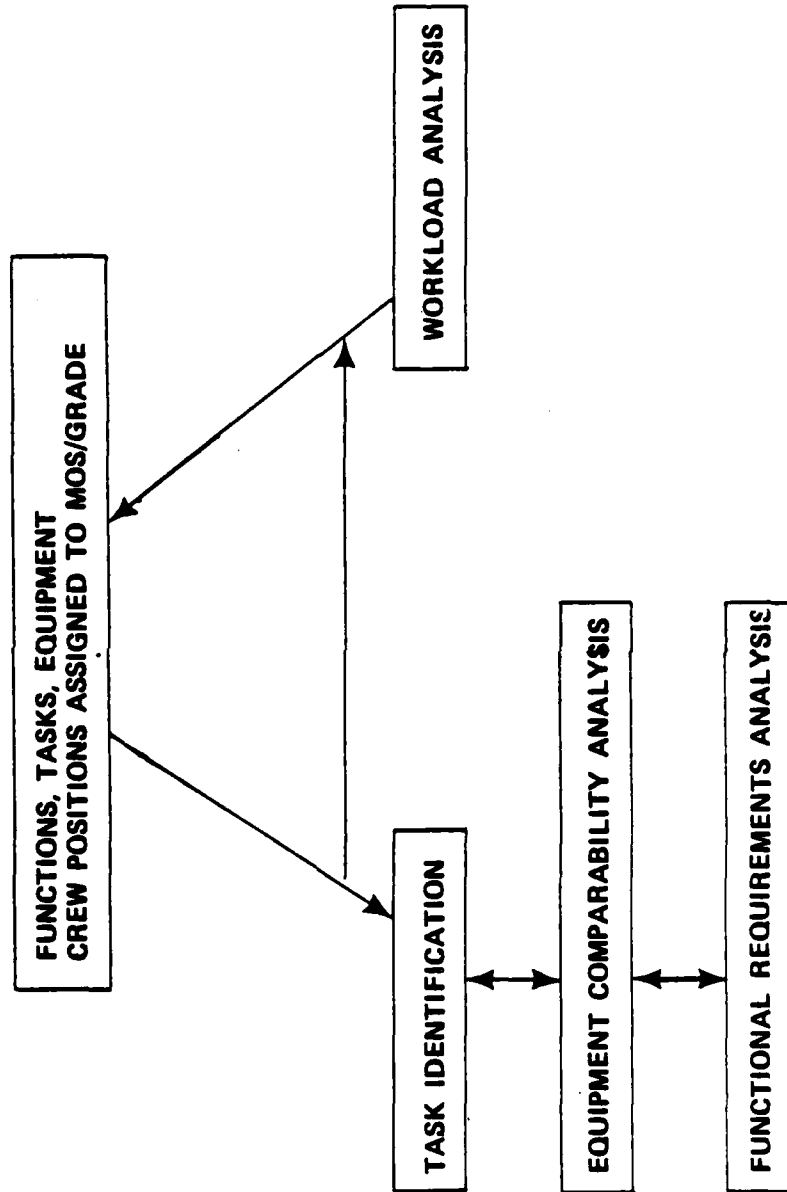 FUNCTIONS, TASKS, EQUIPMENT
CREW POSITIONS ASSIGNED TO MOS/GRADE
WORKLOAD ANALYSIS
TASK IDENTIFICATION
EQUIPMENT COMPARABILITY ANALYSIS
FUNCTIONAL REQUIREMENTS ANALYSIS